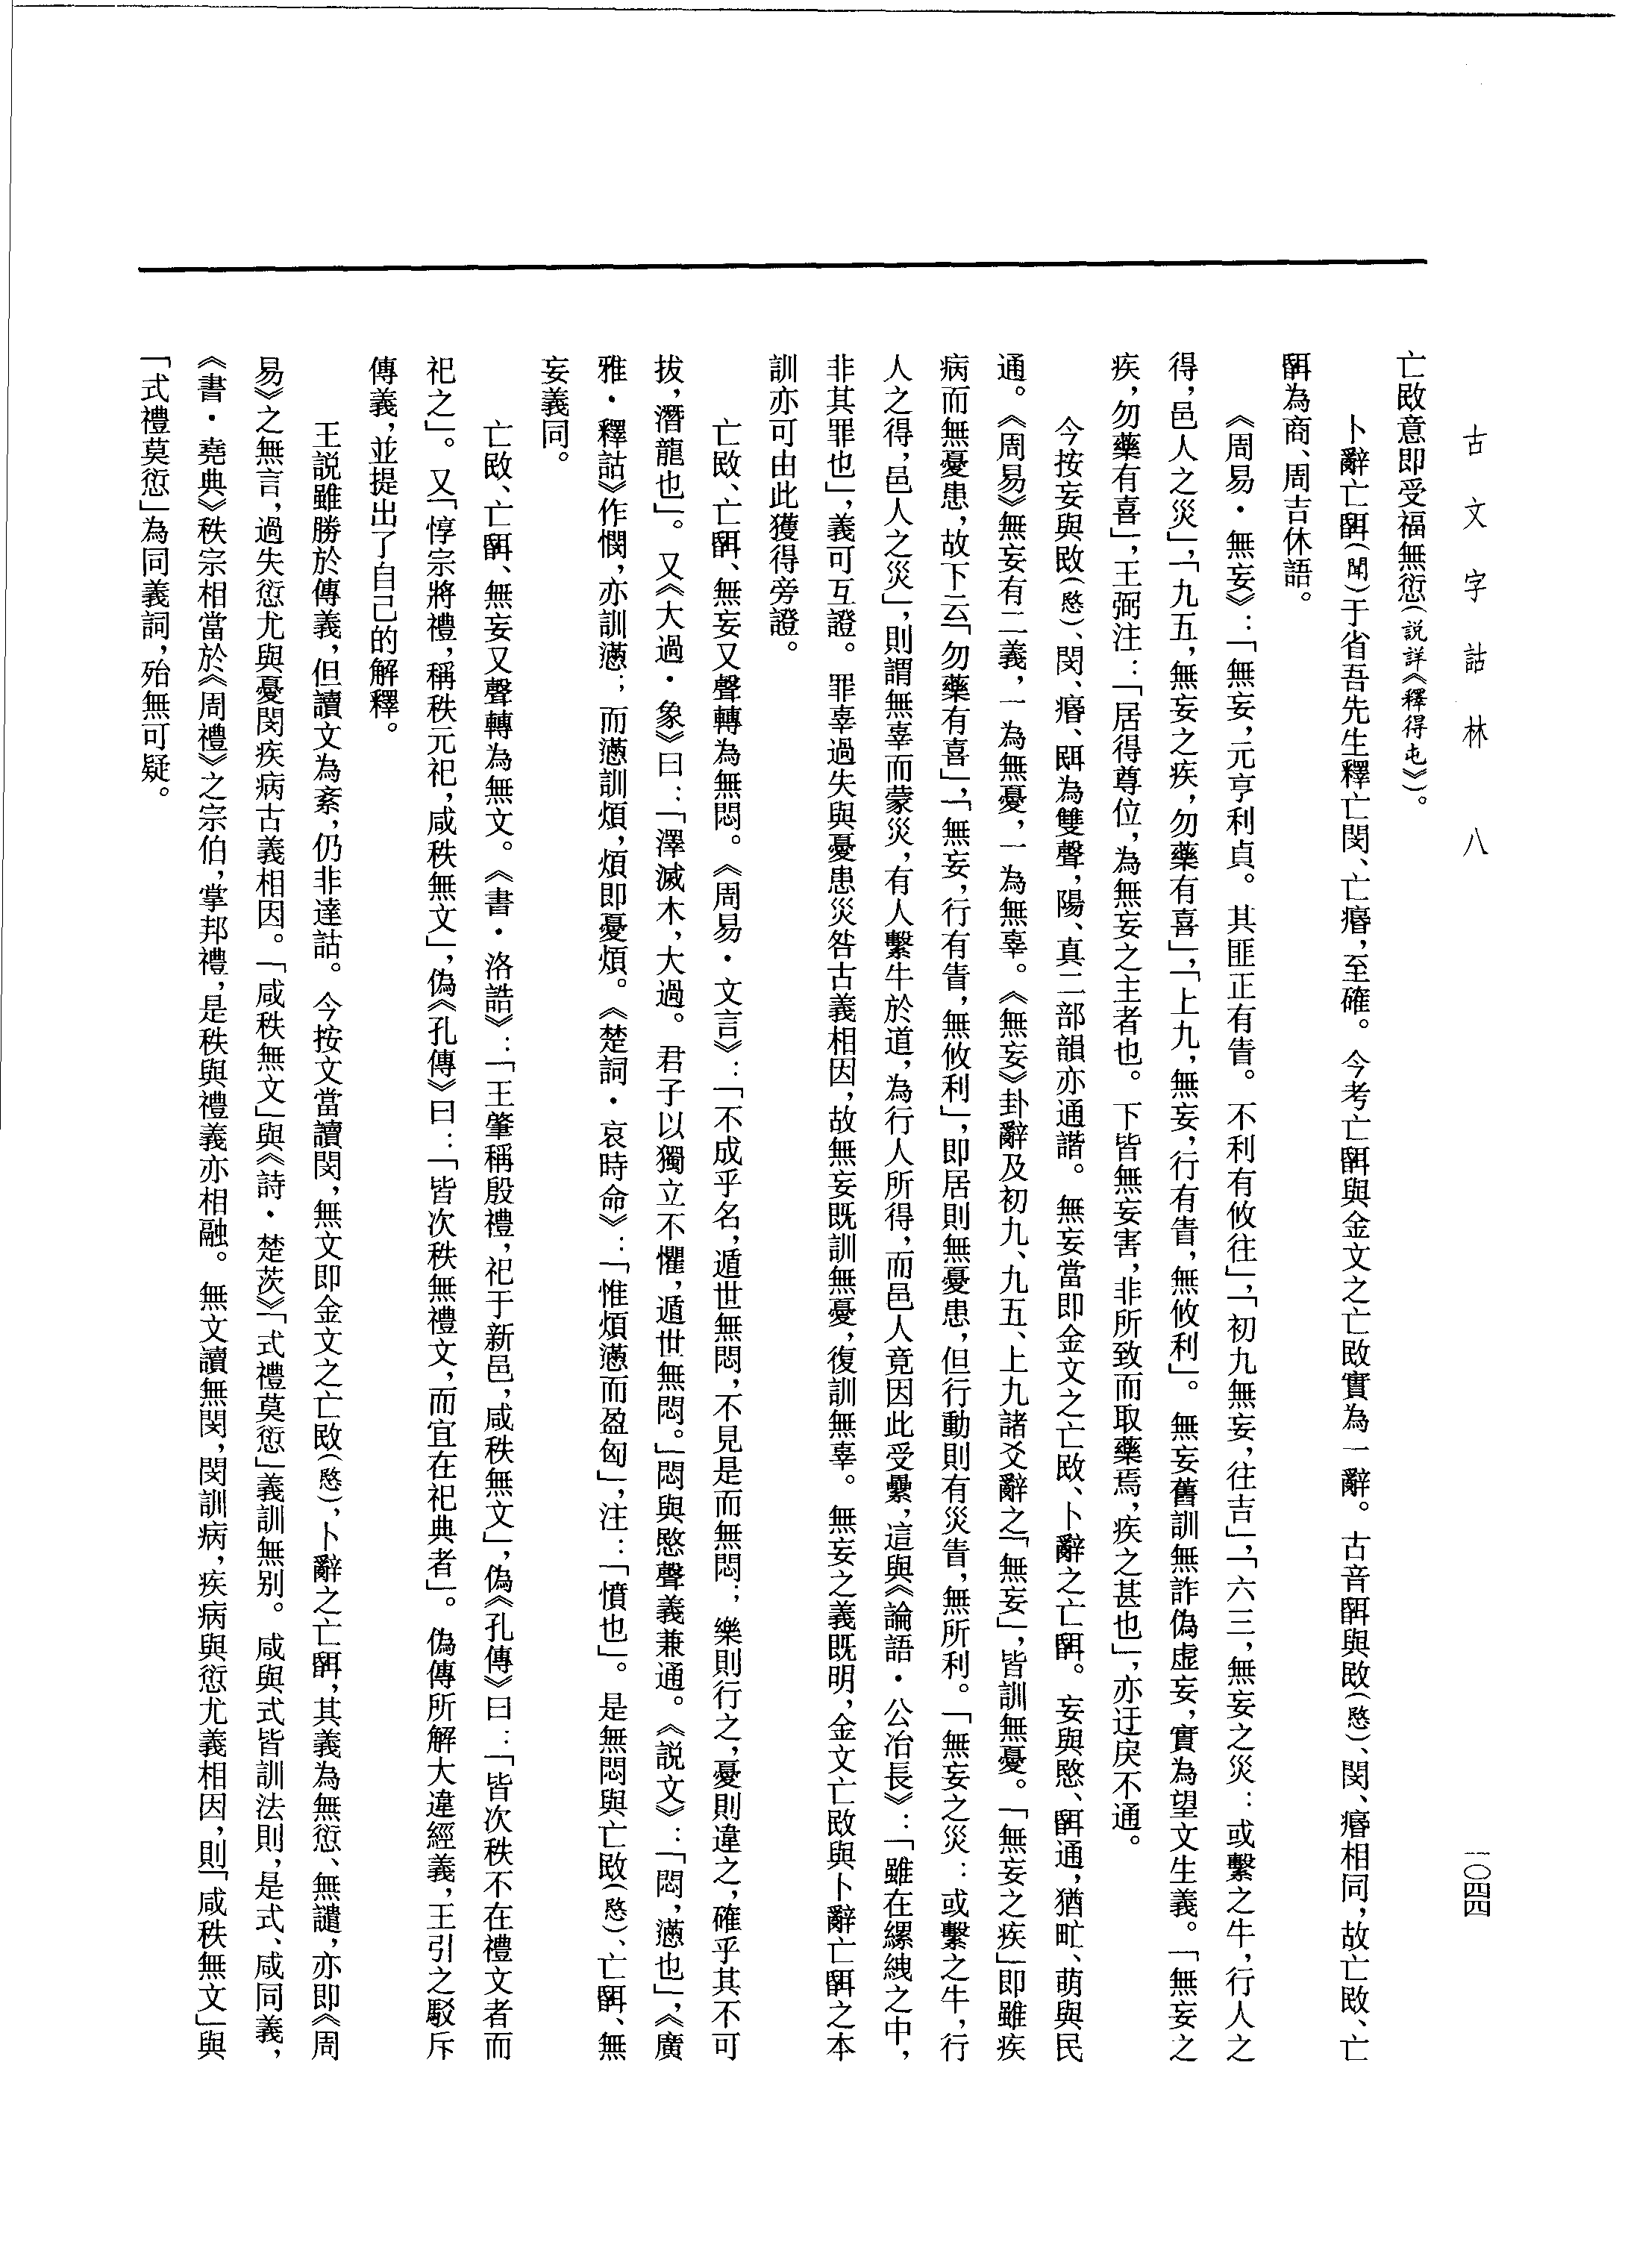 古文字詁林 八
一〇四四
亡敃意即受福無愆（説詳《釋得屯》）。
卜辭亡䎽（聞）于省吾先生釋亡閔、亡痻，至確。今考亡䎽與金文之亡敃實為一辭。古音䎽與敃（愍）、閔、痻相同，故亡敃、亡
䎽為商、周吉休語。
《周易·無妄》：「無妄，元亨利貞。其匪正有眚。不利有攸往」，「初九無妄，往吉」，「六三，無妄之災：或繫之牛，行人之
得，邑人之災」，「九五，無妄之疾，勿藥有喜」，「上九，無妄，行有眚，無攸利」。無妄舊訓無詐偽虚妄，實為望文生義。「無妄之
疾，勿藥有喜」，王弼注：「居得尊位，為無妄之主者也。下皆無妄害，非所致而取藥焉，疾之甚也」，亦迂戾不通。
今按妄與敃（愍）、閔、痻、䎽為雙聲，陽、真二部韻亦通諧。無妄當即金文之亡敃、卜辭之亡䎽。妄與愍、䎽通，猶甿、萌與民
通。《周易》無妄有二義，一為無憂，一為無辜。《無妄》卦辭及初九、九五、上九諸爻辭之「無妄」，皆訓無憂。「無妄之疾」即雖疾
病而無憂患，故下云「勿藥有喜」，「無妄，行有眚，無攸利」，即居則無憂患，但行動則有災眚，無所利。「無妄之災：或繫之牛，行
人之得，邑人之災」，則謂無辜而蒙災，有人繫牛於道，為行人所得，而邑人竟因此受纍，這與《論語·公冶長》：「雖在縲絏之中，
非其罪也」，義可互證。罪辜過失與憂患災咎古義相因，故無妄既訓無憂，復訓無辜。無妄之義既明，金文亡敃與卜辭亡䎽之本
訓亦可由此獲得旁證。
亡敃、亡䎽、無妄又聲轉為無悶。《周易·文言》：「不成乎名，遁世無悶，不見是而無悶；樂則行之，憂則違之，確乎其不可
拔，潛龍也」。又《大過·象》曰：「澤滅木，大過。君子以獨立不懼，遁世無悶。」悶與愍聲義兼通。《説文》：「悶，懣也」，《廣
雅·釋詁》作憫，亦訓懣；而懣訓煩，煩即憂煩。《楚詞·哀時命》：「惟煩懣而盈匈」，注：「憤也」。是無悶與亡敃（愍）、亡䎽、無
妄義同。
亡敃、亡䎽、無妄又聲轉為無文。《書·洛誥》：「王肇稱殷禮，祀于新邑，咸秩無文」，偽《孔傳》曰：「皆次秩不在禮文者而
祀之」。又「惇宗將禮，稱秩元祀，咸秩無文」，偽《孔傳》曰：「皆次秩無禮文，而宜在祀典者」。偽傳所解大違經義，王引之駁斥
傳義，並提出了自己的解釋。
王説雖勝於傳義，但讀文為紊，仍非達詁。今按文當讀閔，無文即金文之亡敃（愍），卜辭之亡䎽，其義為無愆、無譴，亦即《周
易》之無言，過失愆尤與憂閔疾病古義相因。「咸秩無文」與《詩·楚茨》「式禮莫愆」義訓無别。咸與式皆訓法則，是式、咸同義，
《書·堯典》秩宗相當於《周禮》之宗伯，掌邦禮，是秩與禮義亦相融。無文讀無閔，閔訓病，疾病與愆尤義相因，則「咸秩無文」與
「式禮莫愆」為同義詞，殆無可疑。